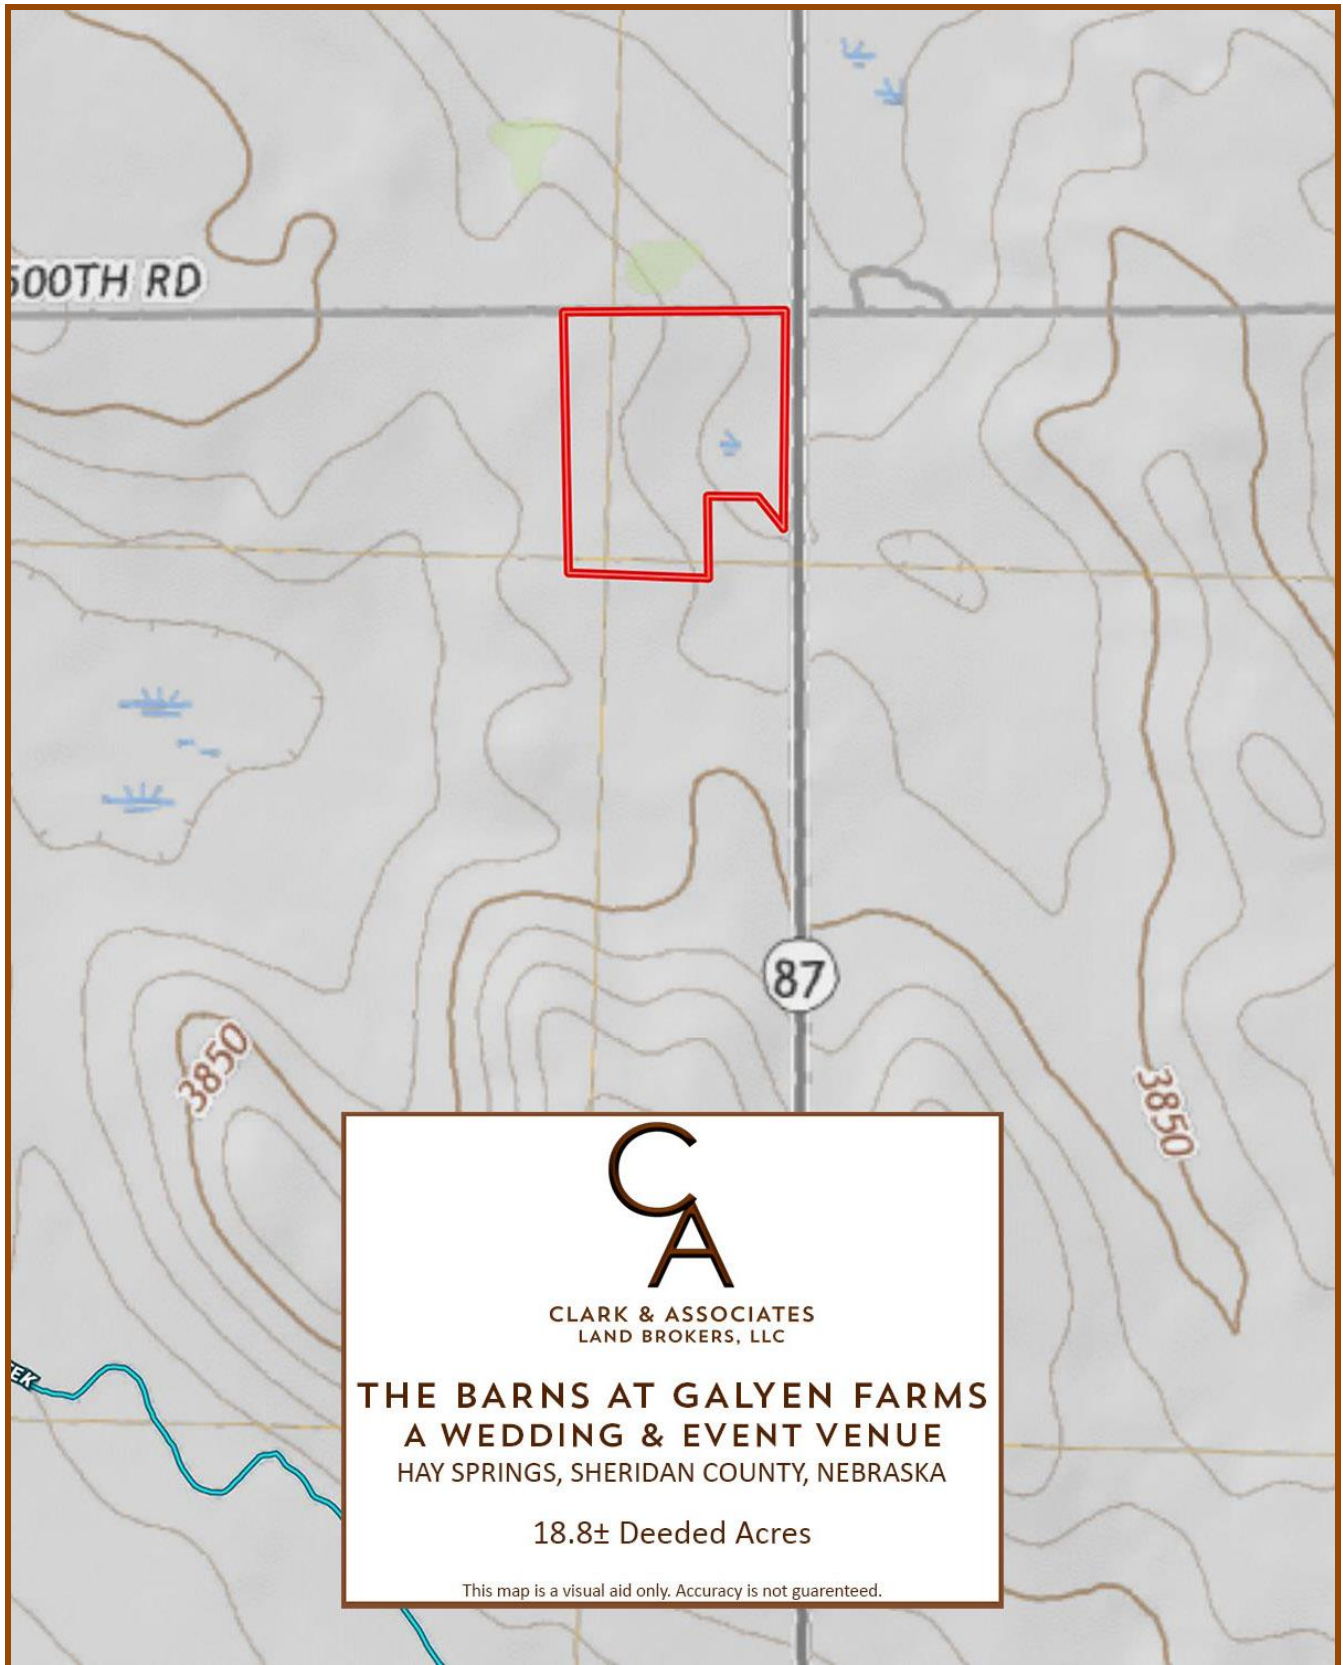 500TH RD
87
3850
3850
EK
CA
CLARK & ASSOCIATES
LAND BROKERS, LLC
THE BARNS AT GALYEN FARMS
A WEDDING & EVENT VENUE
HAY SPRINGS, SHERIDAN COUNTY, NEBRASKA
18.8± Deeded Acres
This map is a visual aid only. Accuracy is not guarenteed.